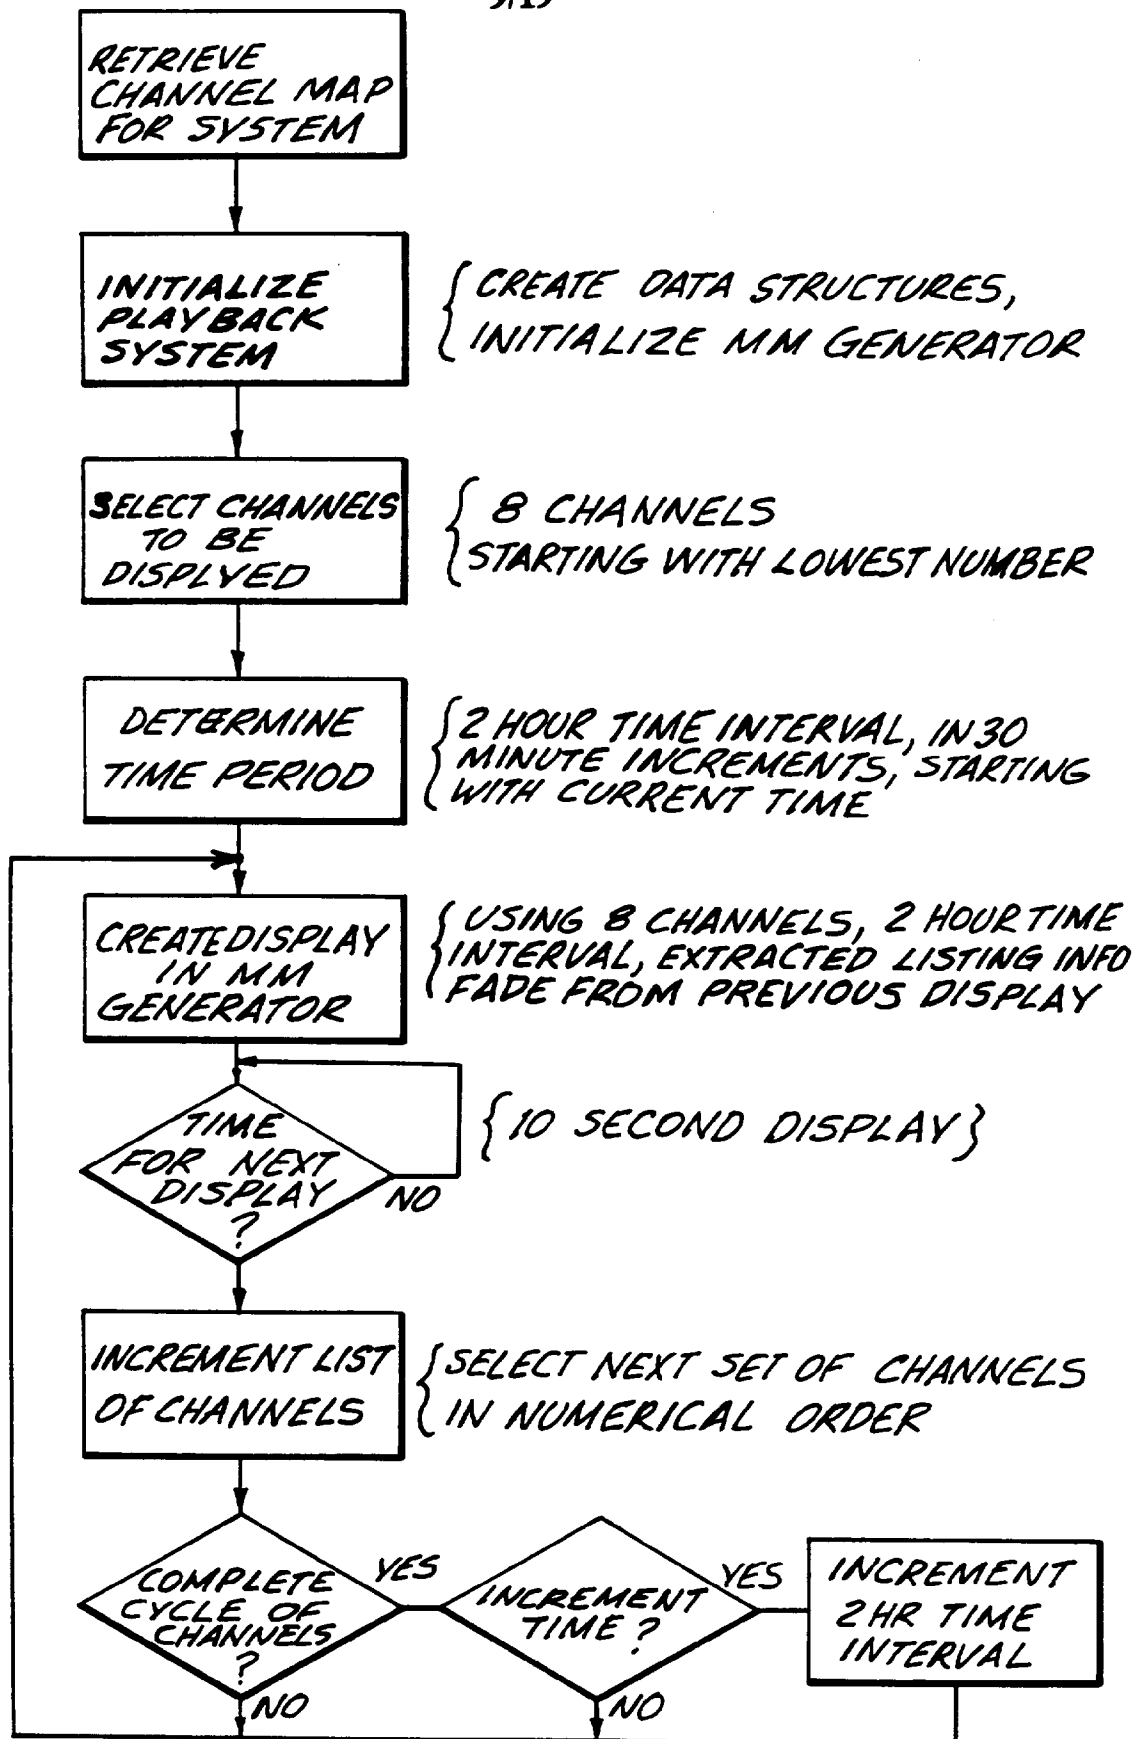 RETRIEVE
CHANNEL MAP
FOR SYSTEM
INITIALIZE
PLAYBACK
SYSTEM
{ CREATE DATA STRUCTURES,
INITIALIZE MM GENERATOR
SELECT CHANNELS
TO BE
DISPLYED
{ 8 CHANNELS
STARTING WITH LOWEST NUMBER
DETERMINE
TIME PERIOD
{ 2 HOUR TIME INTERVAL, IN 30
MINUTE INCREMENTS, STARTING
WITH CURRENT TIME
CREATE DISPLAY
IN MM
GENERATOR
{ USING 8 CHANNELS, 2 HOUR TIME
INTERVAL, EXTRACTED LISTING INFO
FADE FROM PREVIOUS DISPLAY
TIME
FOR NEXT
DISPLAY
?
NO
{ 10 SECOND DISPLAY }
INCREMENT LIST
OF CHANNELS
{ SELECT NEXT SET OF CHANNELS
IN NUMERICAL ORDER
COMPLETE
CYCLE OF
CHANNELS
?
YES
NO
INCREMENT
TIME ?
YES
NO
INCREMENT
2 HR TIME
INTERVAL